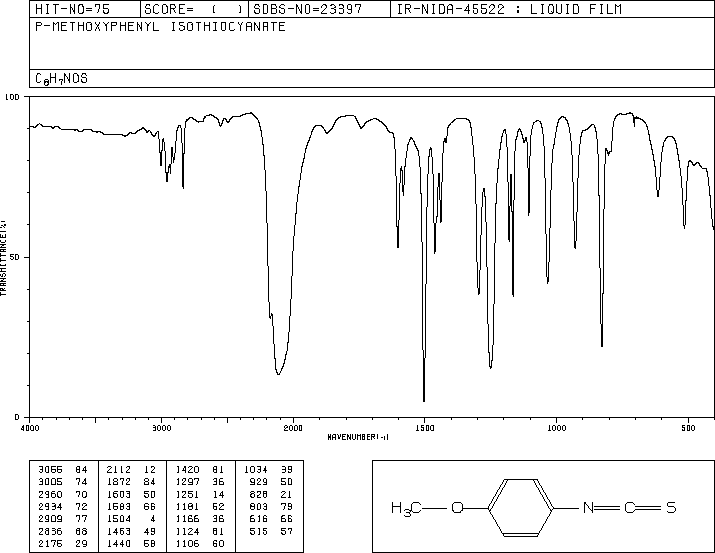 HIT-NO=75 SCORE= ( ) SDBS-NO=23397 IR-NIDA-45522 : LIQUID FILM
P-METHOXYPHENYL ISOTHIOCYANATE
C8H7NOS
100
50
0
TRANSMITTANCE(%)
4000 3000 2000 1500 1000 500
WAVENUMBER(-1)
3066 84 2112 12 1420 81 1034 39
3005 74 1872 84 1297 36 929 50
2960 70 1603 50 1251 14 828 21
2934 72 1583 66 1181 52 803 79
2909 77 1504 4 1166 36 616 66
2836 68 1463 49 1124 81 515 57
2176 29 1440 58 1106 60
H3C O N C S